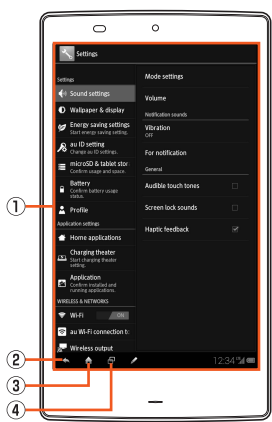 Settings
Settings
Sound settings
Wallpaper & display
Energy saving settings
Start energy saving setting.
au ID setting
Change au ID settings.
microSD & tablet stor
Confirm usage and space.
Battery
Confirm battery usage
status
Profile
Application settings
Home applications
Charging theater
Start charging theater
setting.
Application
Confirm installed and
running applications.
WIRELESS & NETWORKS
Wi-Fi
ON
au Wi-Fi connection t
Wireless output
Mode settings
Volume
Notification sounds
Vibration
OFF
For notification
General
Audible touch tones
Screen lock sounds
Haptic feedback
12:34
①
②
③
④